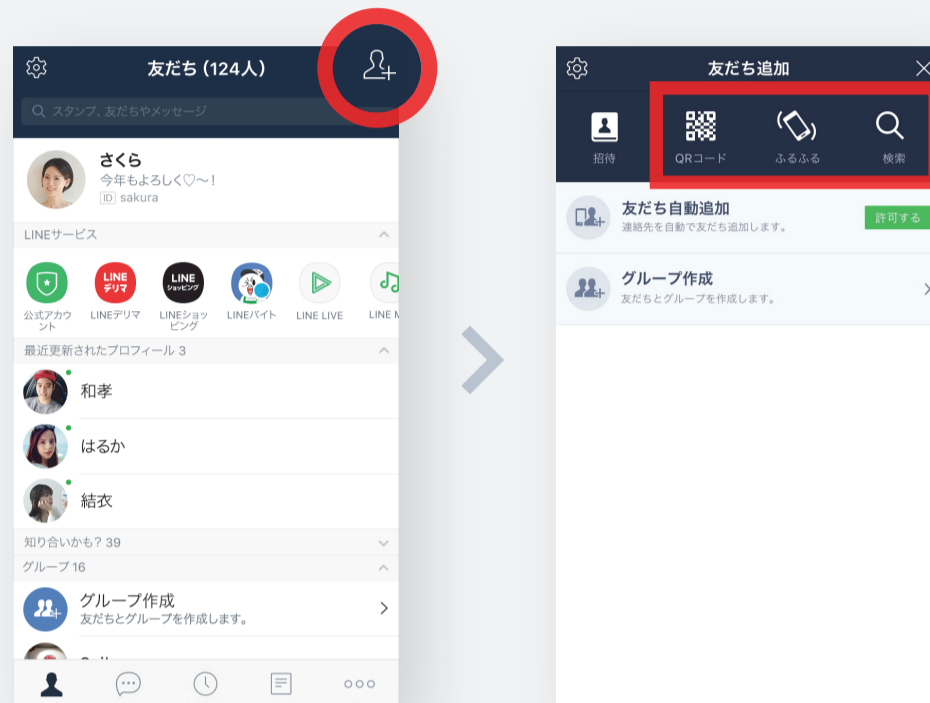 友だち (124人)
スタンプ、友だちやメッセージ
さくら
今年もよろしく♡〜!
ID sakura
LINEサービス
LINE
デリマ
LINE
ショッピング
公式アカウ
ント
LINEデリマ
LINEショッ
ピング
LINEバイト
LINE LIVE
LINE
最近更新されたプロフィール 3
和孝
はるか
結衣
知り合いかも? 39
グループ 16
グループ作成
友だちとグループを作成します。
友だち追加
招待
QRコード
ふるふる
検索
友だち自動追加
連絡先を自動で友だち追加します。
許可する
グループ作成
友だちとグループを作成します。